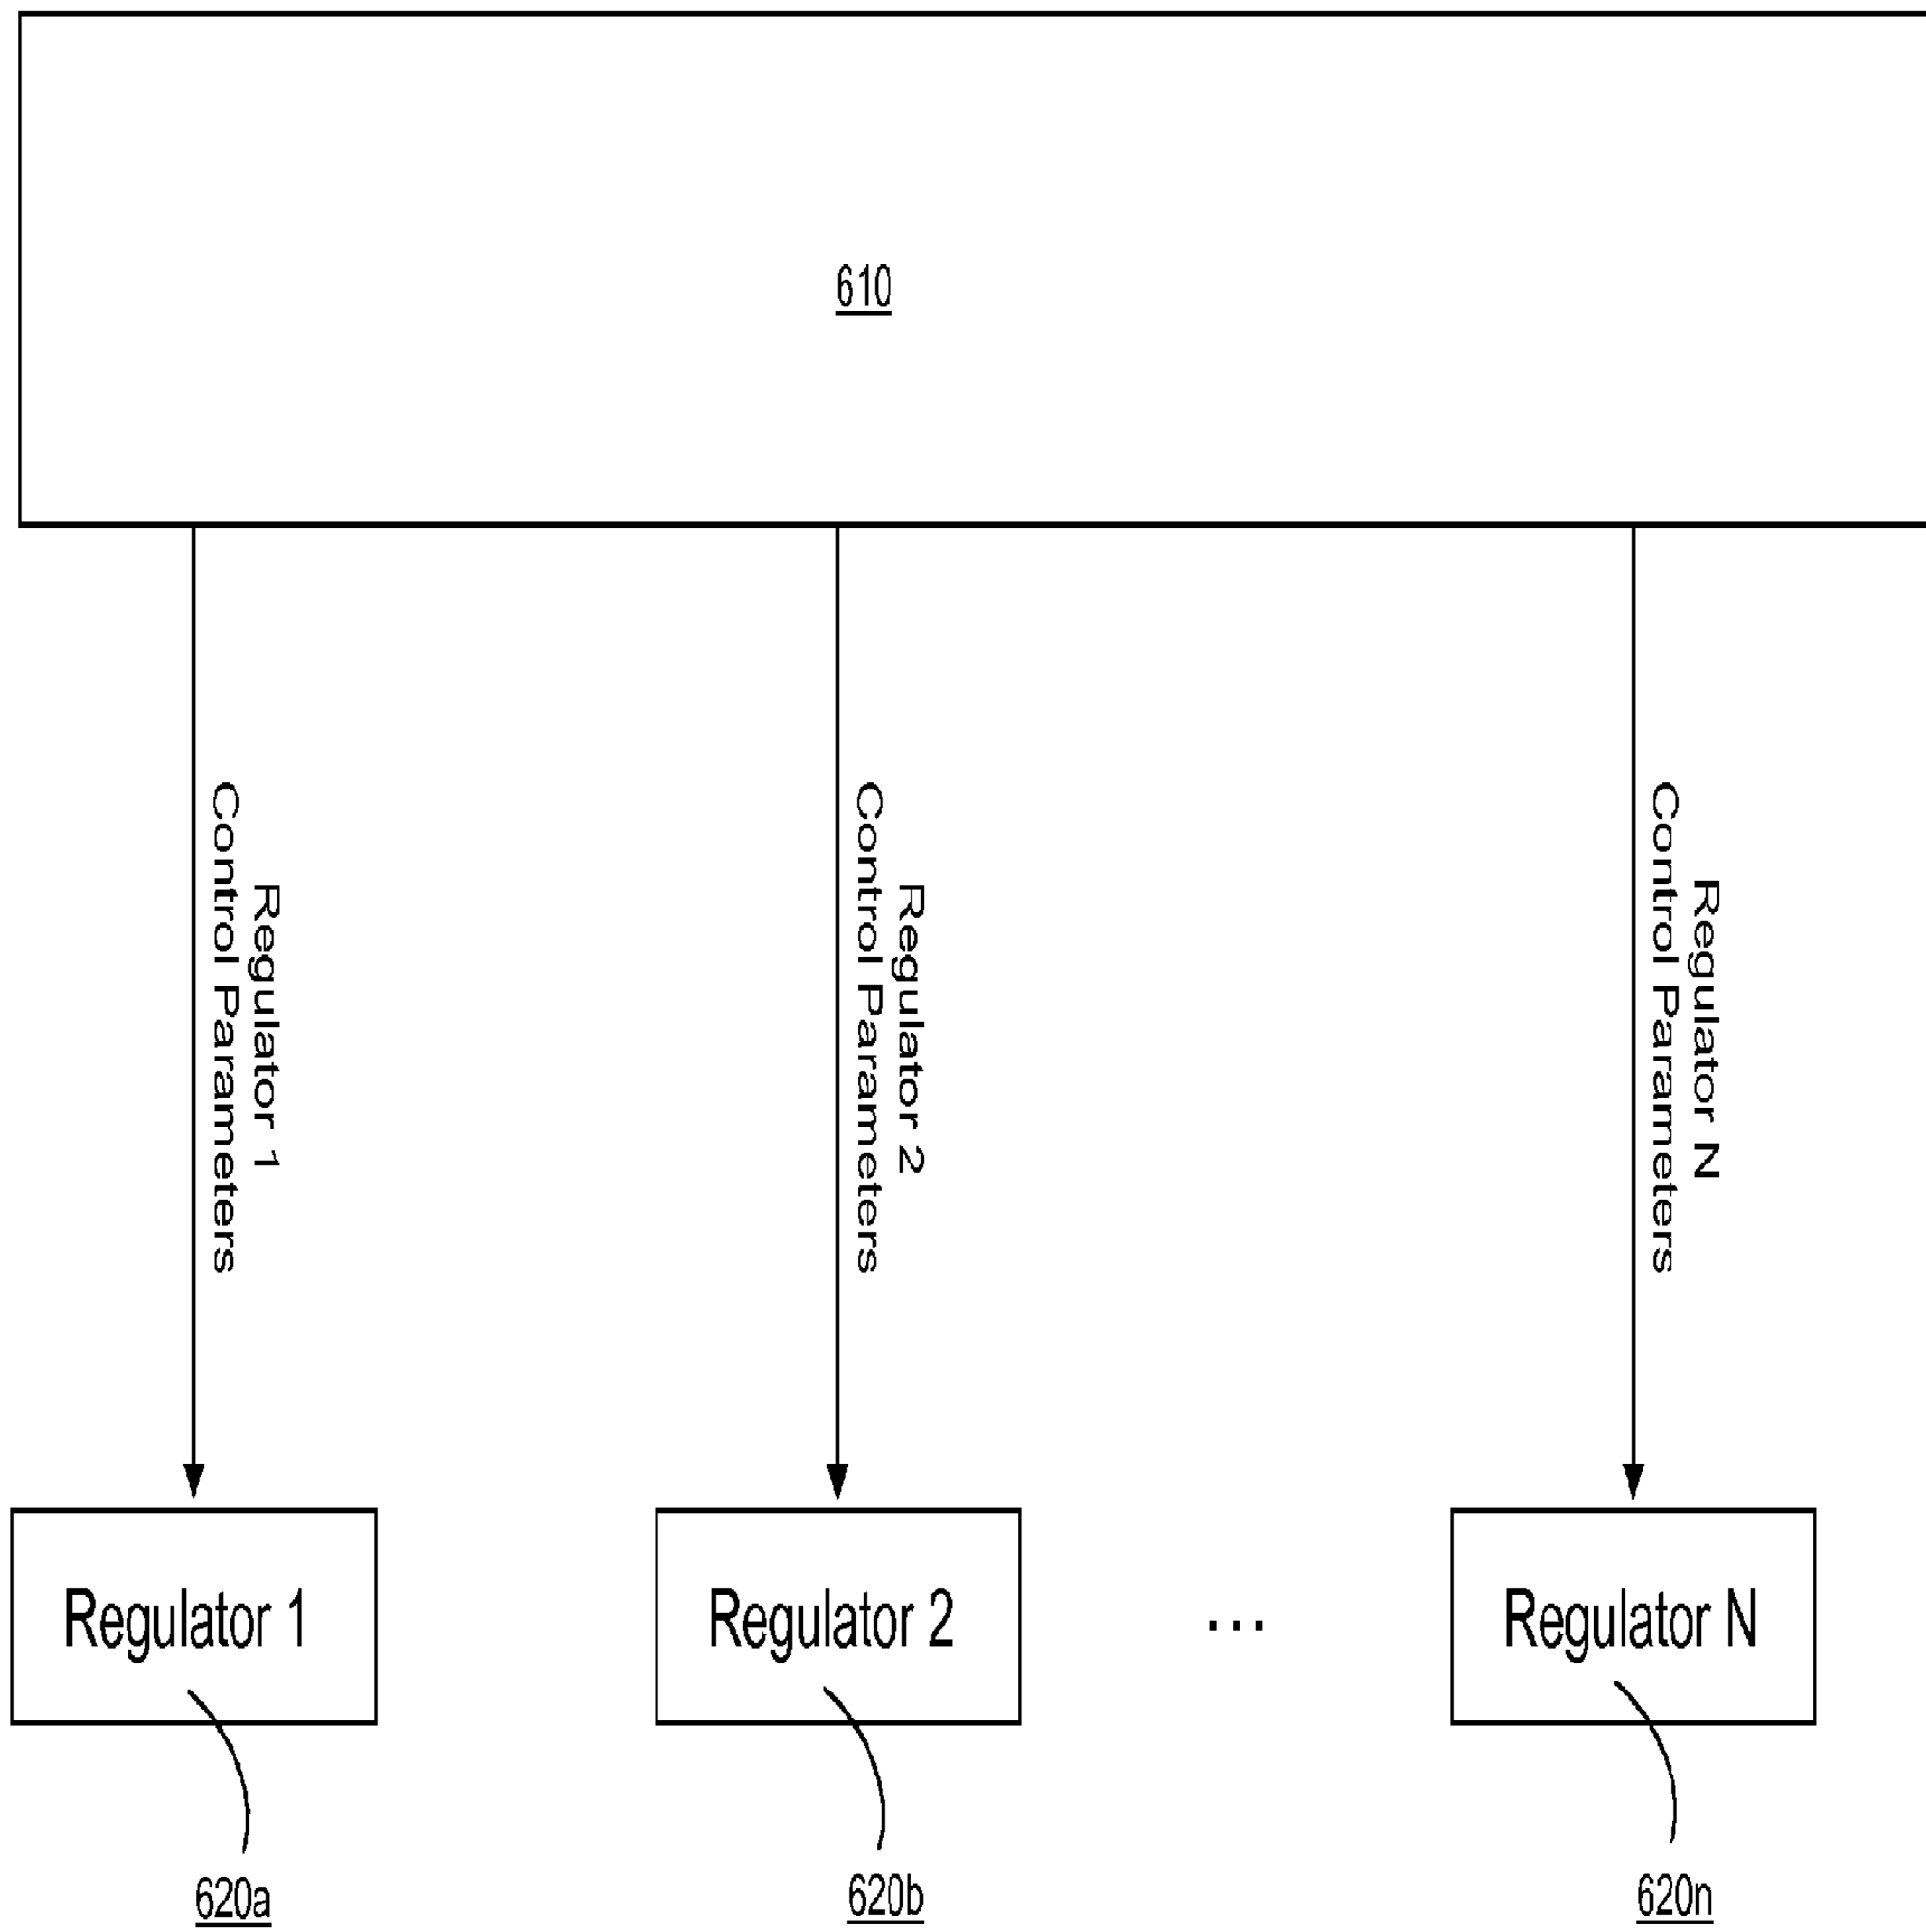 610
Regulator 1
Control Parameters
Regulator 2
Control Parameters
Regulator N
Control Parameters
Regulator 1
Regulator 2
...
Regulator N
620a
620b
620n